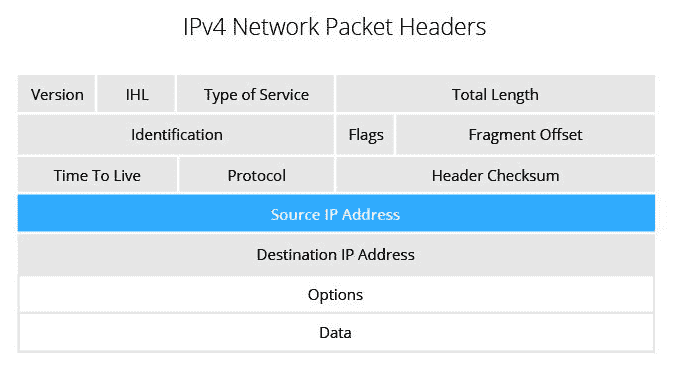 IPv4 Network Packet Headers
Version IHL Type of Service Total Length
Identification Flags Fragment Offset
Time To Live Protocol Header Checksum
Source IP Address
Destination IP Address
Options
Data